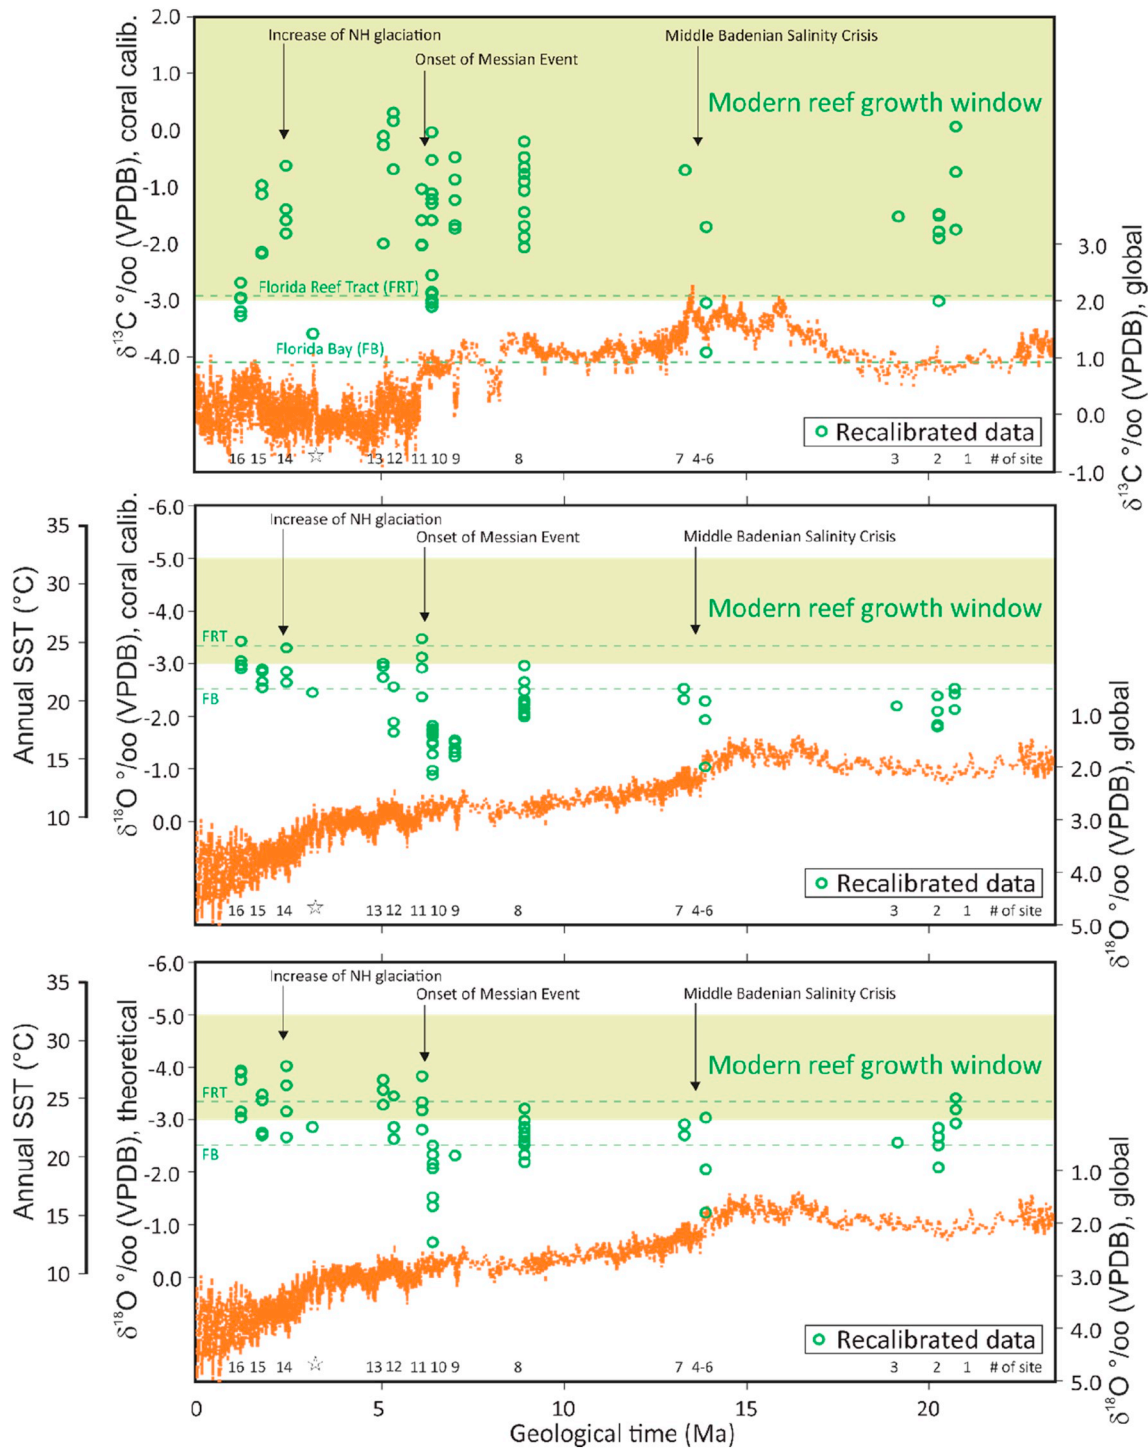 2.0
1.0
0.0
-1.0
-2.0
-3.0
-4.0
δ¹³C °/oo (VPDB), coral calib.
Increase of NH glaciation
Onset of Messian Event
Middle Badenian Salinity Crisis
Modern reef growth window
Florida Reef Tract (FRT)
Florida Bay (FB)
3.0
2.0
1.0
0.0
-1.0
δ¹³C °/oo (VPDB), global
Recalibrated data
16 15 14 ☆ 13 12 11 10 9 8 7 4-6 3 2 1 # of site
35
30
25
20
15
10
Annual SST (°C)
-6.0
-5.0
-4.0
-3.0
-2.0
-1.0
0.0
δ¹⁸O °/oo (VPDB), coral calib.
Increase of NH glaciation
Onset of Messian Event
Middle Badenian Salinity Crisis
Modern reef growth window
FRT
FB
1.0
2.0
3.0
4.0
5.0
δ¹⁸O °/oo (VPDB), global
Recalibrated data
16 15 14 ☆ 13 12 11 10 9 8 7 4-6 3 2 1 # of site
35
30
25
20
15
10
Annual SST (°C)
-6.0
-5.0
-4.0
-3.0
-2.0
-1.0
0.0
δ¹⁸O °/oo (VPDB), theoretical
Increase of NH glaciation
Onset of Messian Event
Middle Badenian Salinity Crisis
Modern reef growth window
FRT
FB
1.0
2.0
3.0
4.0
5.0
δ¹⁸O °/oo (VPDB), global
Recalibrated data
16 15 14 ☆ 13 12 11 10 9 8 7 4-6 3 2 1 # of site
0 5 10 15 20
Geological time (Ma)